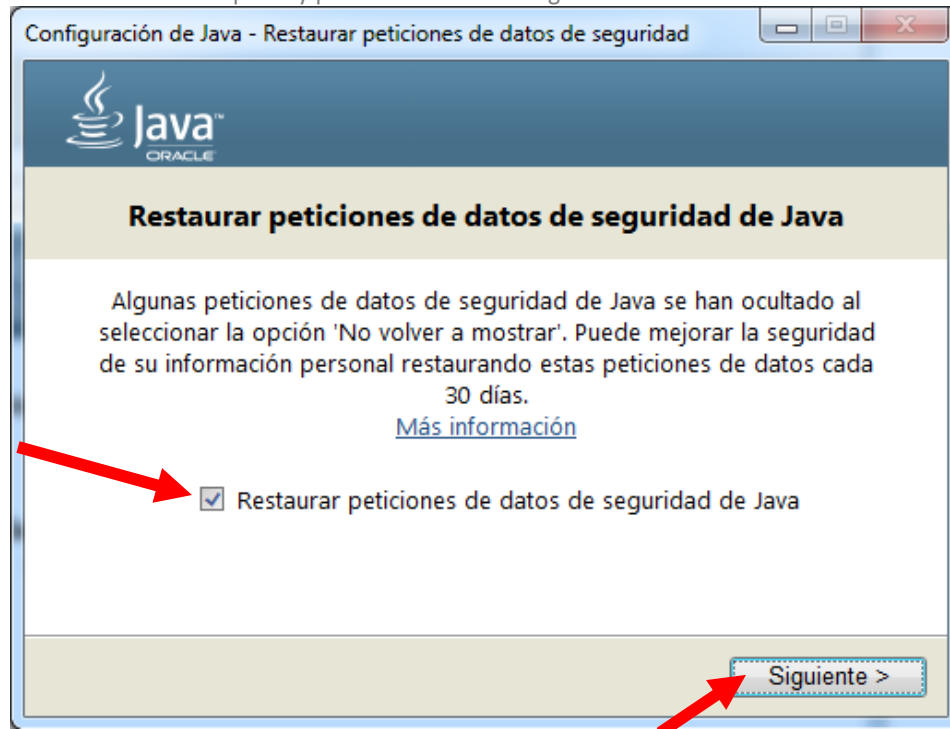 Configuración de Java - Restaurar peticiones de datos de seguridad
Java™
ORACLE
Restaurar peticiones de datos de seguridad de Java
Algunas peticiones de datos de seguridad de Java se han ocultado al
seleccionar la opción 'No volver a mostrar'. Puede mejorar la seguridad
de su información personal restaurando estas peticiones de datos cada
30 días.
Más información
Restaurar peticiones de datos de seguridad de Java
Siguiente >